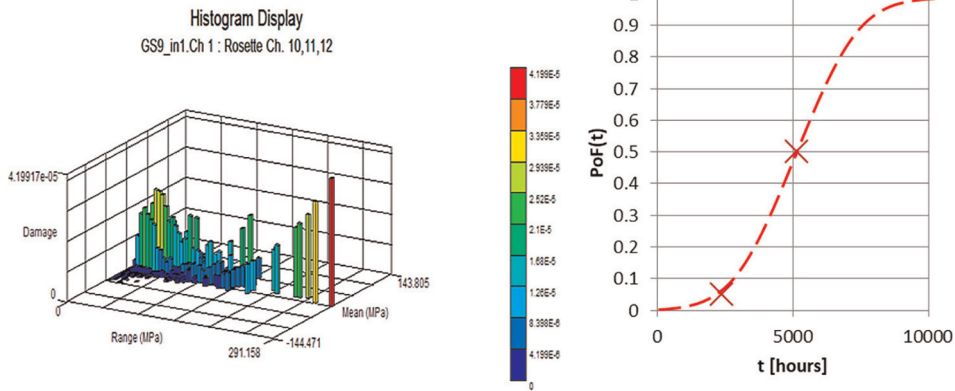 Histogram Display
GS9_in1.Ch 1 : Rosette Ch. 10,11,12
4.19917e-05
Damage
0
0
Range (MPa)
291.158
-144.471
Mean (MPa)
143.805
4.199E-5
3.779E-5
3.359E-5
2.939E-5
2.52E-5
2.1E-5
1.68E-5
1.26E-5
8.398E-6
4.199E-6
0
PoF(t)
0.9
0.8
0.7
0.6
0.5
0.4
0.3
0.2
0.1
0
0
5000
10000
t [hours]